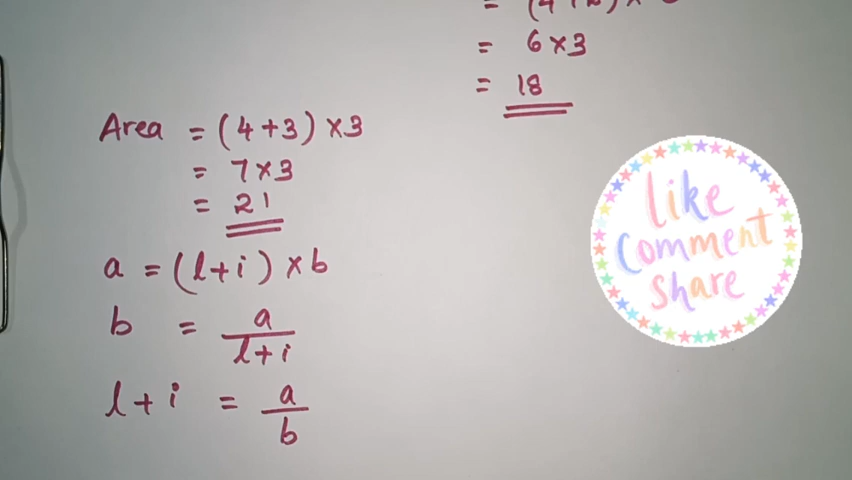 = 6×3
= 18
Area = (4+3) ×3
= 7×3
= 21
a = (l+i) ×b
b = a/l+i
l+i = a/b
like
comment
share